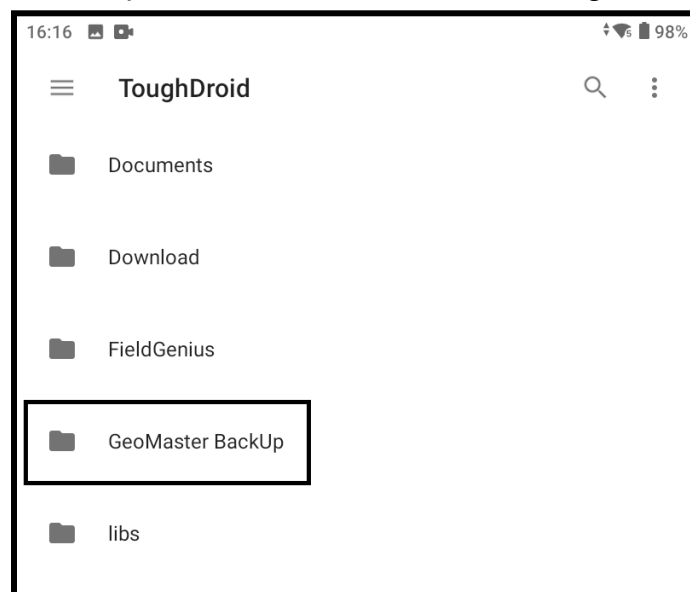 16:16 98%
ToughDroid
Documents
Download
FieldGenius
GeoMaster BackUp
libs